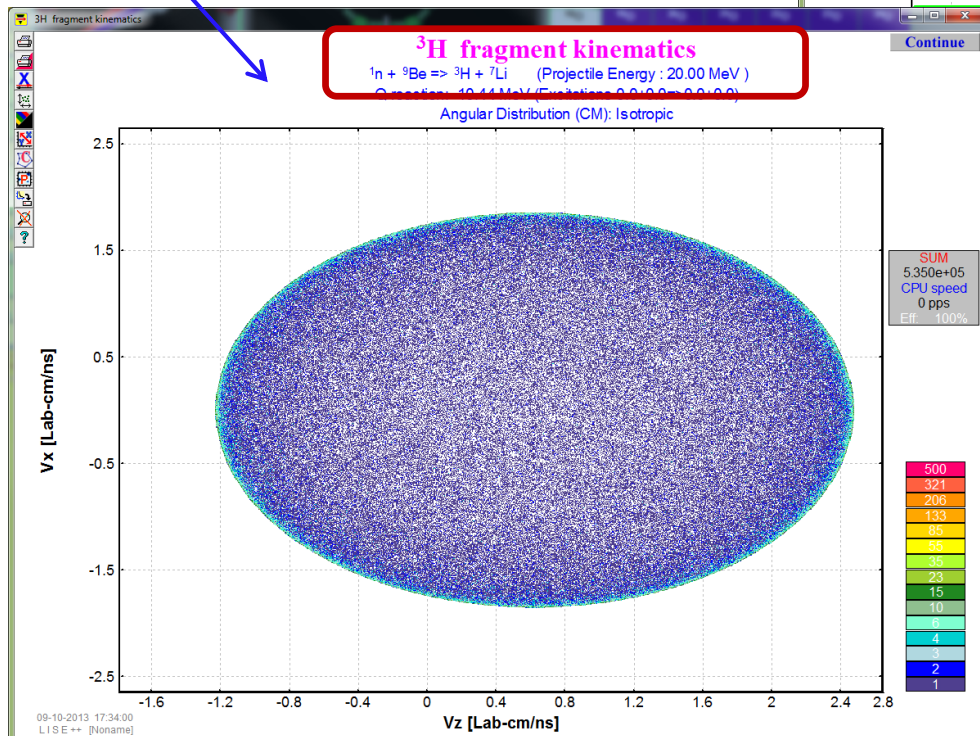 3H fragment kinematics
³H fragment kinematics
Continue
¹n + ⁹Be => ³H + ⁷Li (Projectile Energy : 20.00 MeV )
Angular Distribution (CM): Isotropic
2.5
1.5
0.5
-0.5
-1.5
-2.5
Vx [Lab-cm/ns]
-1.6 -1.2 -0.8 -0.4 0 0.4 0.8 1.2 1.6 2 2.4 2.8
Vz [Lab-cm/ns]
SUM
5.350e+05
CPU speed
0 pps
Eff: 100%
500
321
206
133
85
55
35
23
15
10
6
4
3
2
1
09-10-2013 17:34:00
LISE++ [Noname]